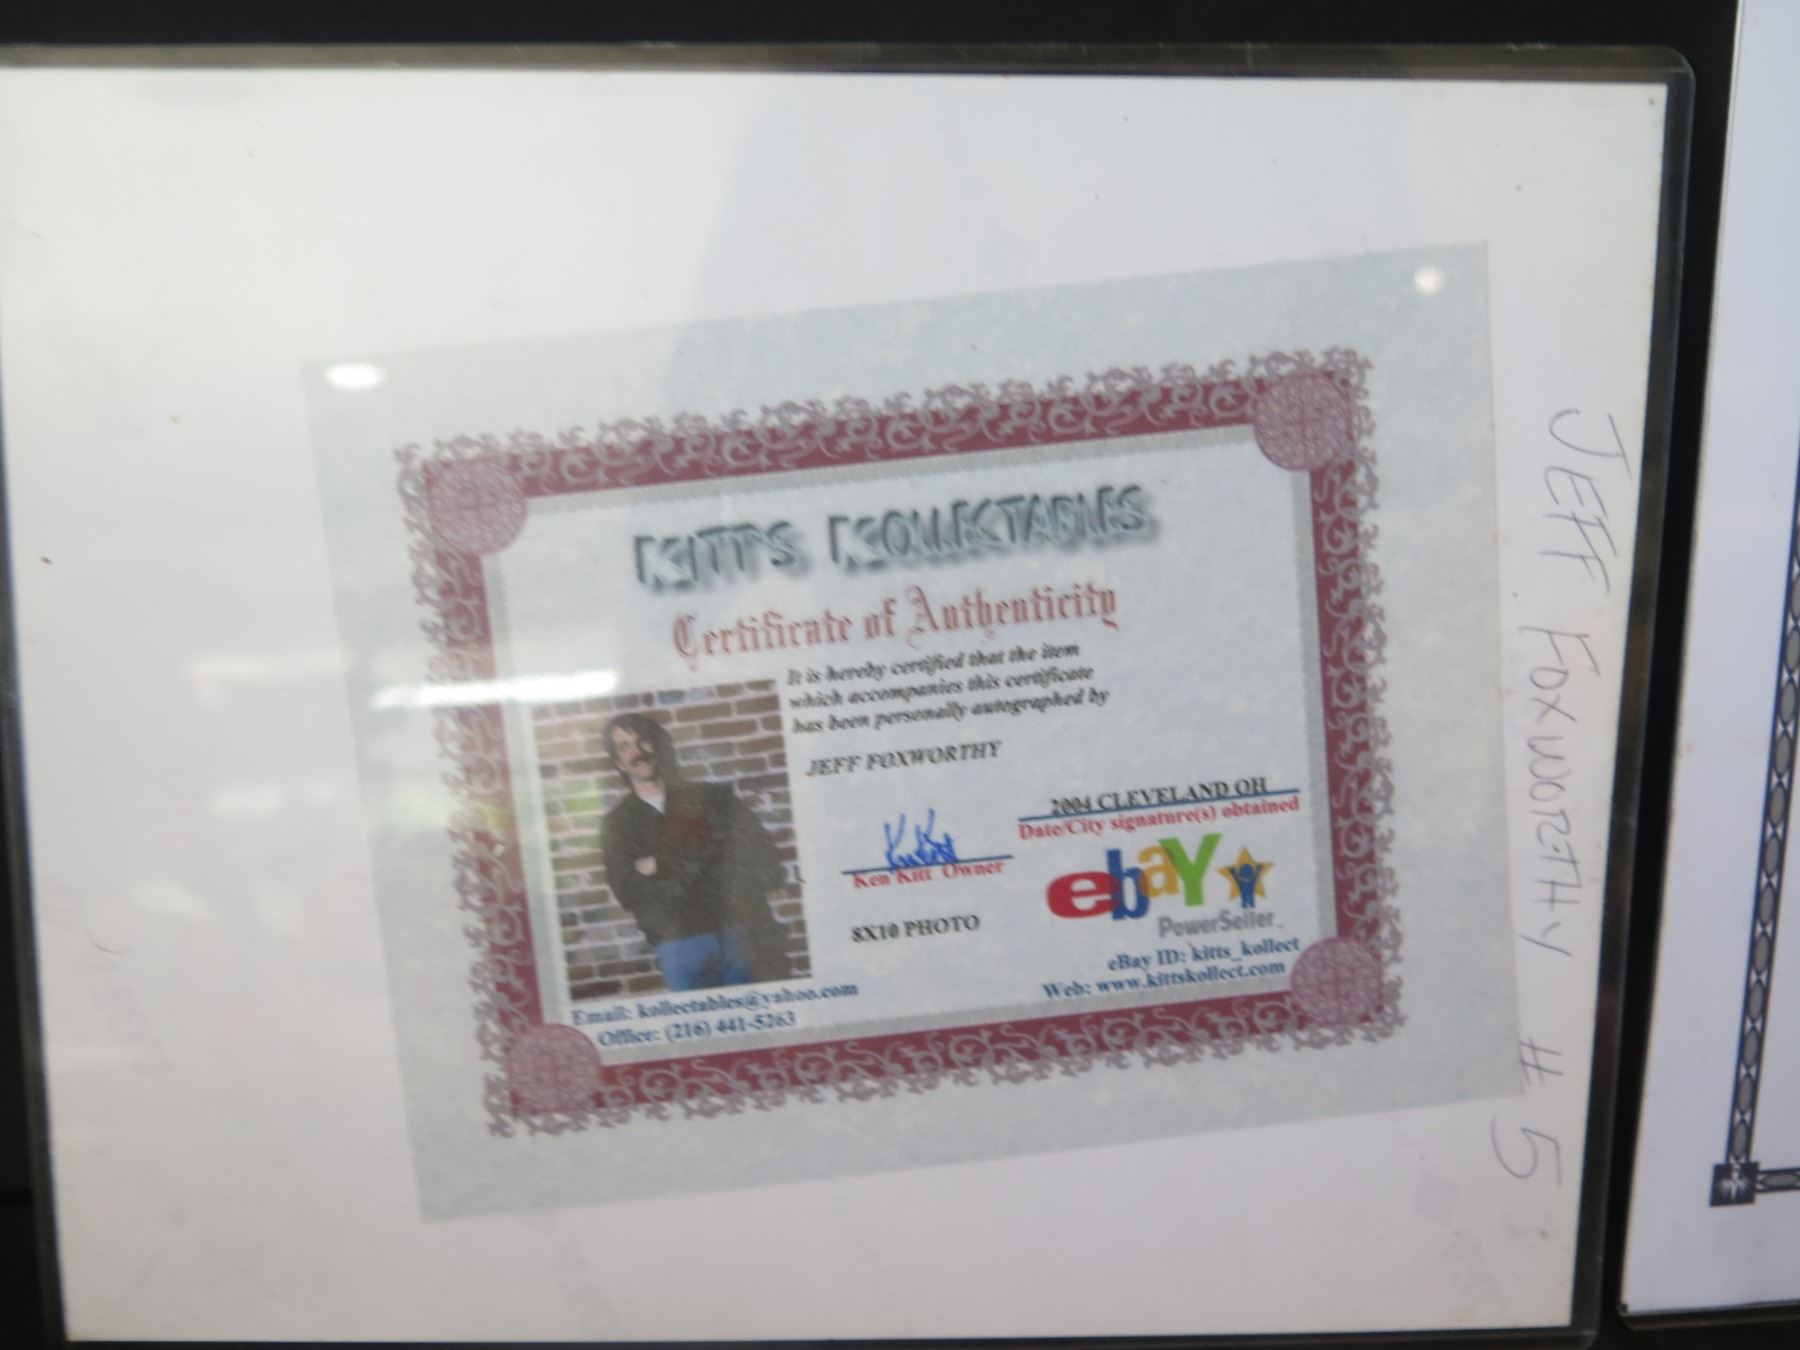 KITT'S KOLLECTABLES
Certificate of Authenticity
It is hereby certified that the item
which accompanies this certificate
has been personally autographed by
JEFF FOXWORTHY
2004 CLEVELAND OH
Date/City signature(s) obtained
Ken Kitt Owner
8X10 PHOTO
ebaY
PowerSeller
eBay ID: kitts_kollect
Web: www.kittskollect.com
Email: kollectables@yahoo.com
Office: (216) 441-5263
JEFF FOXWORTHY # 5